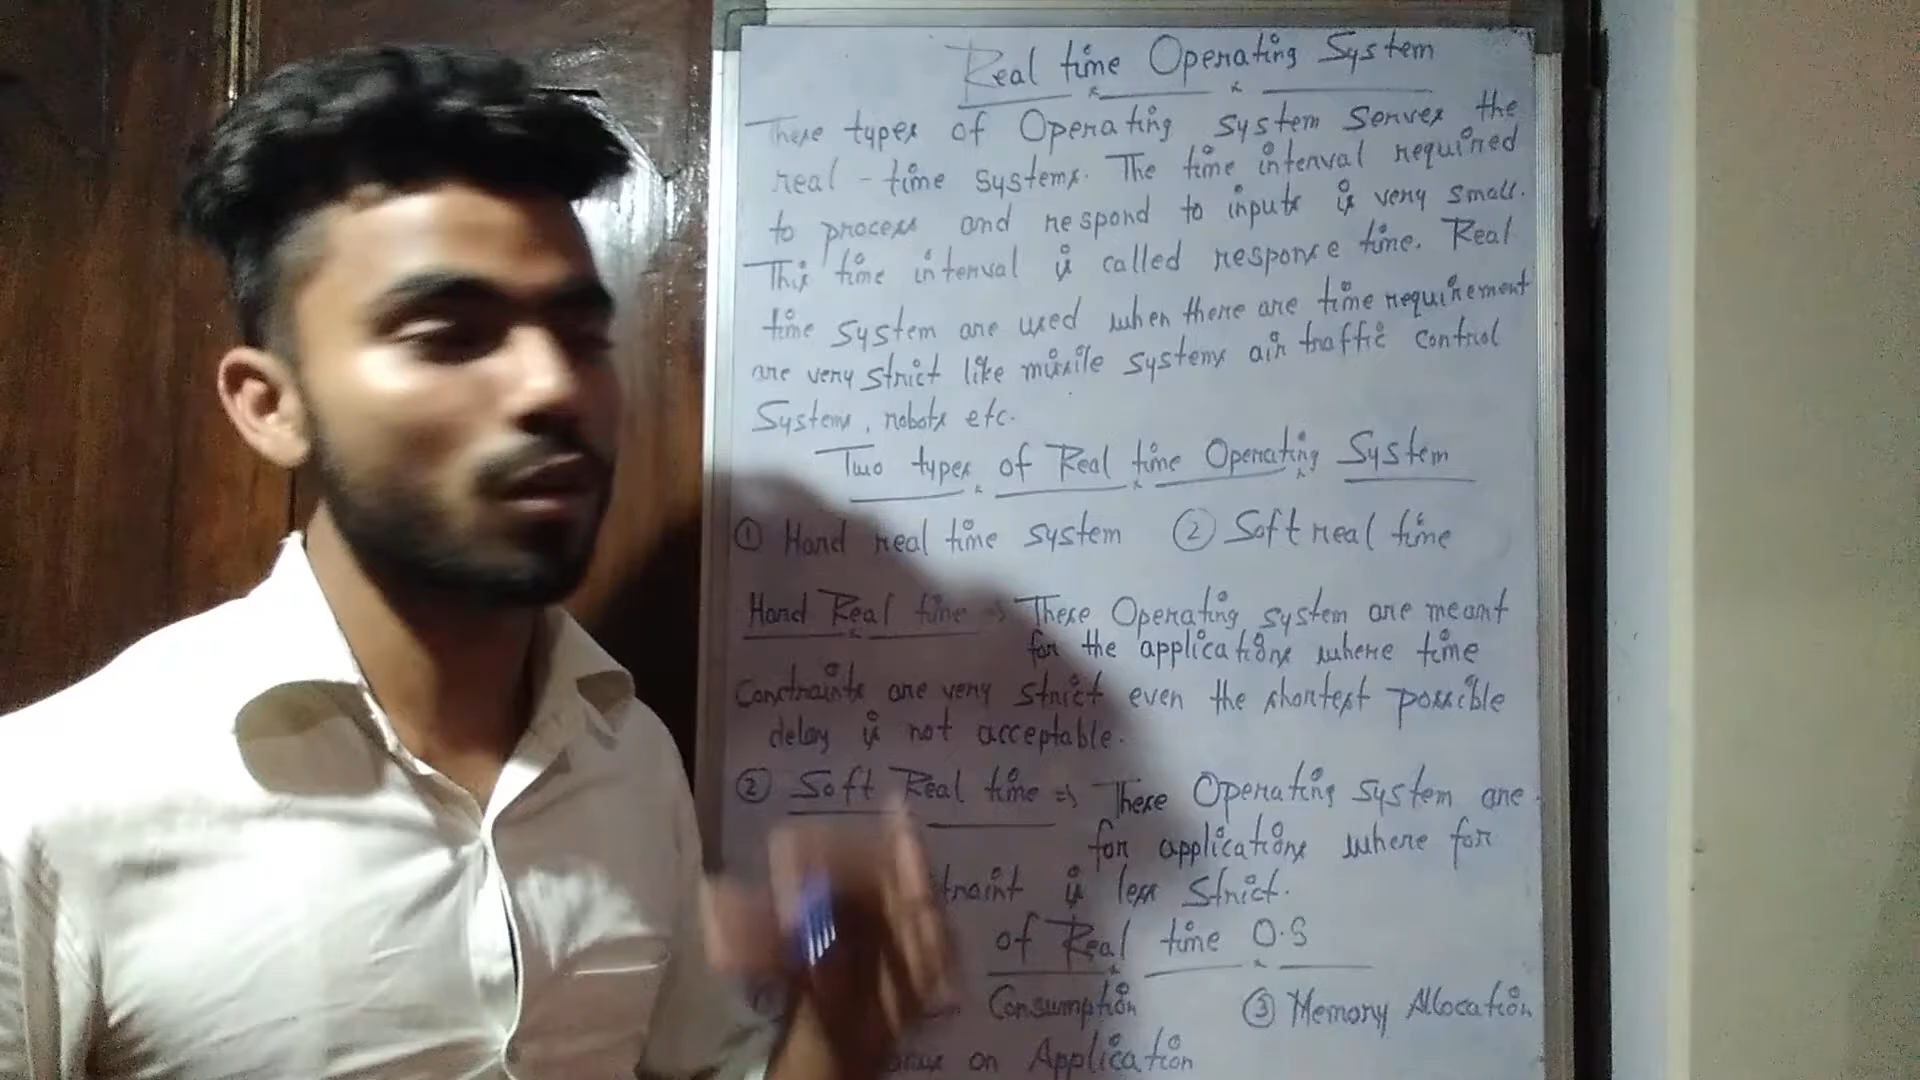 Real time Operating System
These types of Operating system serves the
real - time systems. The time interval required
to process and respond to inputs is very small.
This time interval is called response time. Real
time system are used when there are time requirement
are very strict like missile systems air traffic control
Systems, robots etc.
Two types of Real time Operating System
① Hard real time system ② Soft real time
Hard Real time ⇒ These Operating system are meant
for the applications where time
Constraints are very strict even the shortest possible
delay is not acceptable.
② Soft Real time ⇒ These Operating system are
for applications where for
is less strict.
of Real time O.S
Consumption ③ Memory Allocation
on Application